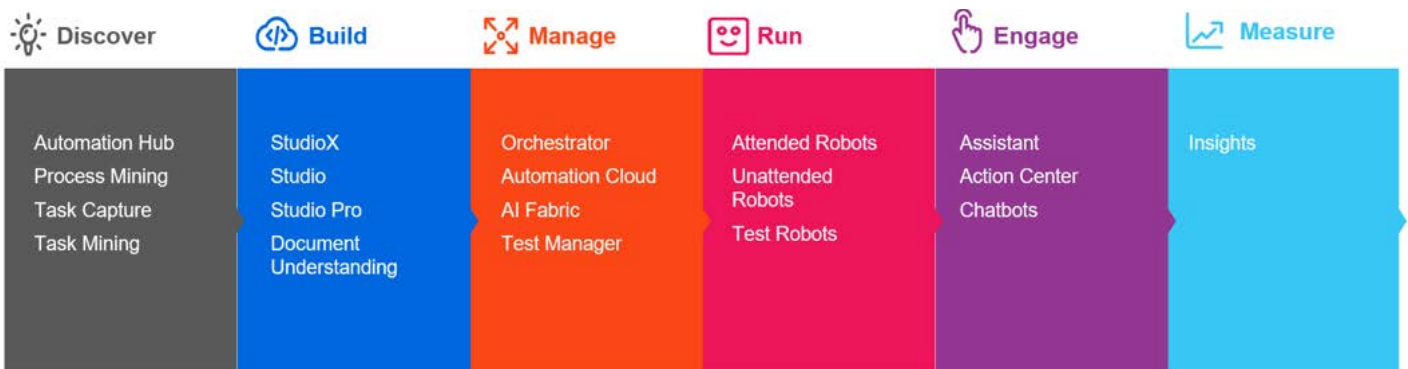 Discover
Build
Manage
Run
Engage
Measure
Automation Hub
Process Mining
Task Capture
Task Mining
StudioX
Studio
Studio Pro
Document
Understanding
Orchestrator
Automation Cloud
AI Fabric
Test Manager
Attended Robots
Unattended
Robots
Test Robots
Assistant
Action Center
Chatbots
Insights